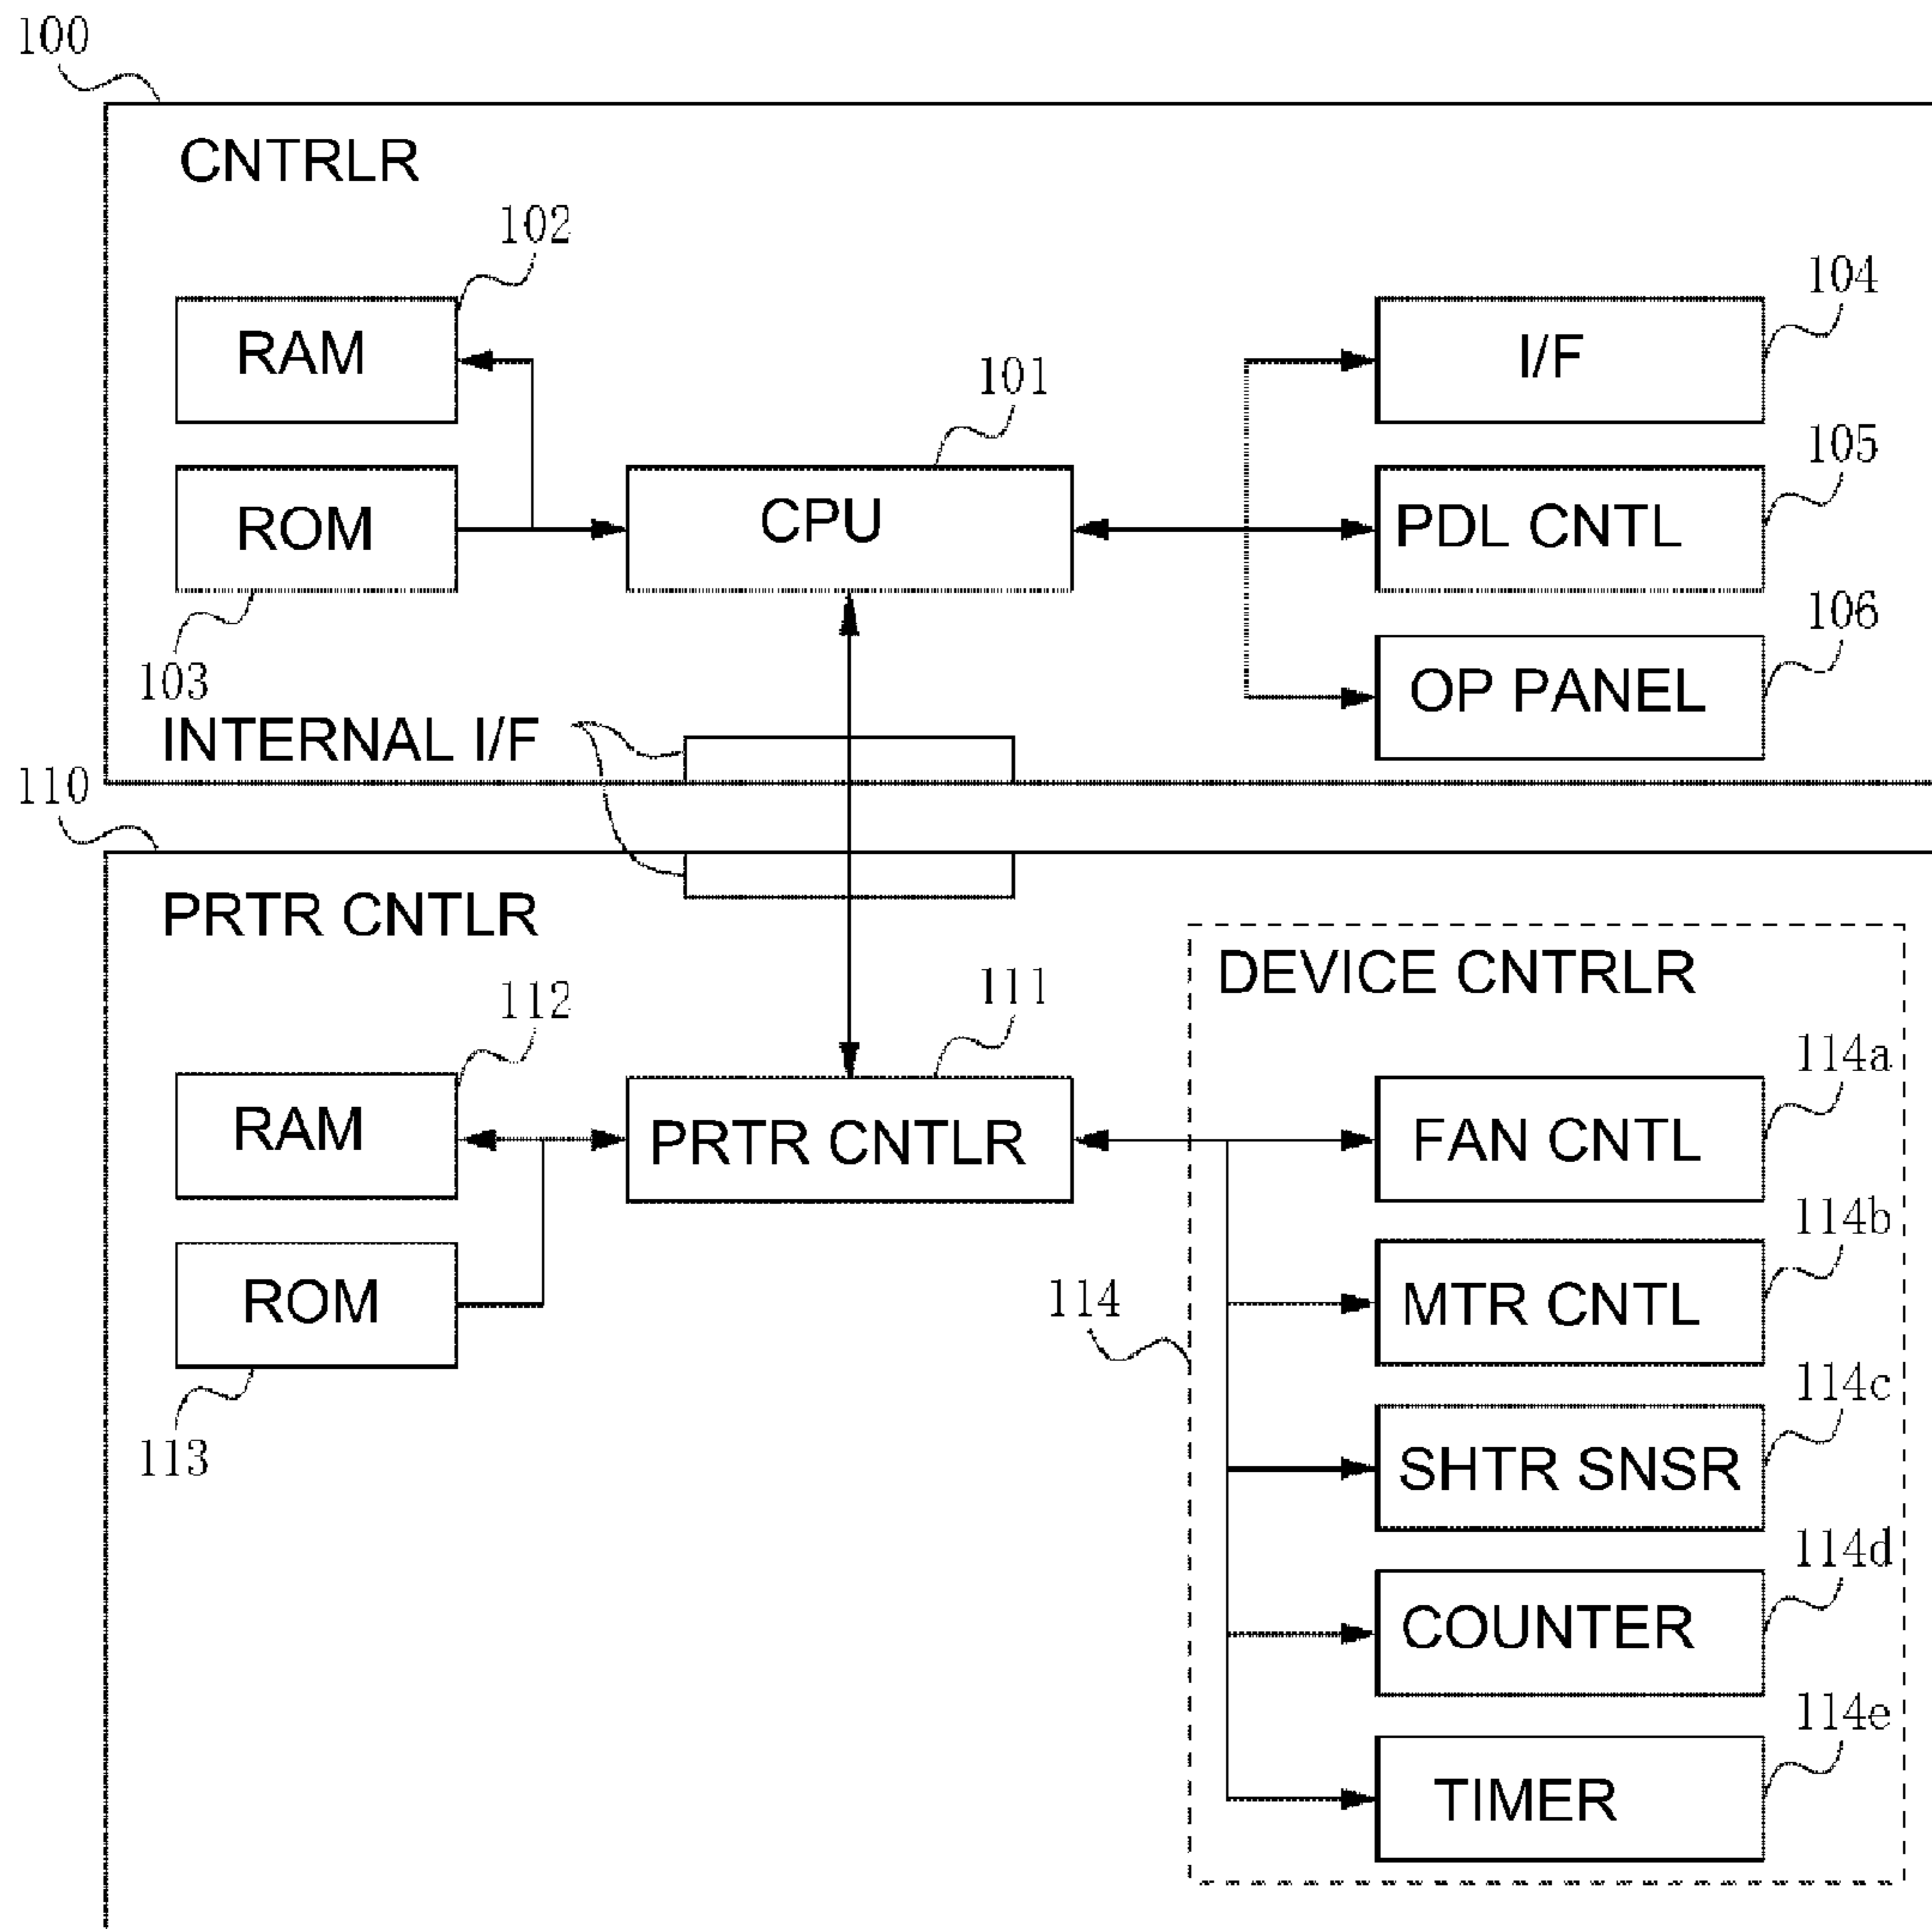 100
CNTRLR
102
RAM
104
I/F
101
CPU
105
PDL CNTL
ROM
103
106
OP PANEL
INTERNAL I/F
110
PRTR CNTLR
DEVICE CNTRLR
112
RAM
111
PRTR CNTLR
114a
FAN CNTL
114b
MTR CNTL
114
ROM
113
114c
SHTR SNSR
114d
COUNTER
114e
TIMER